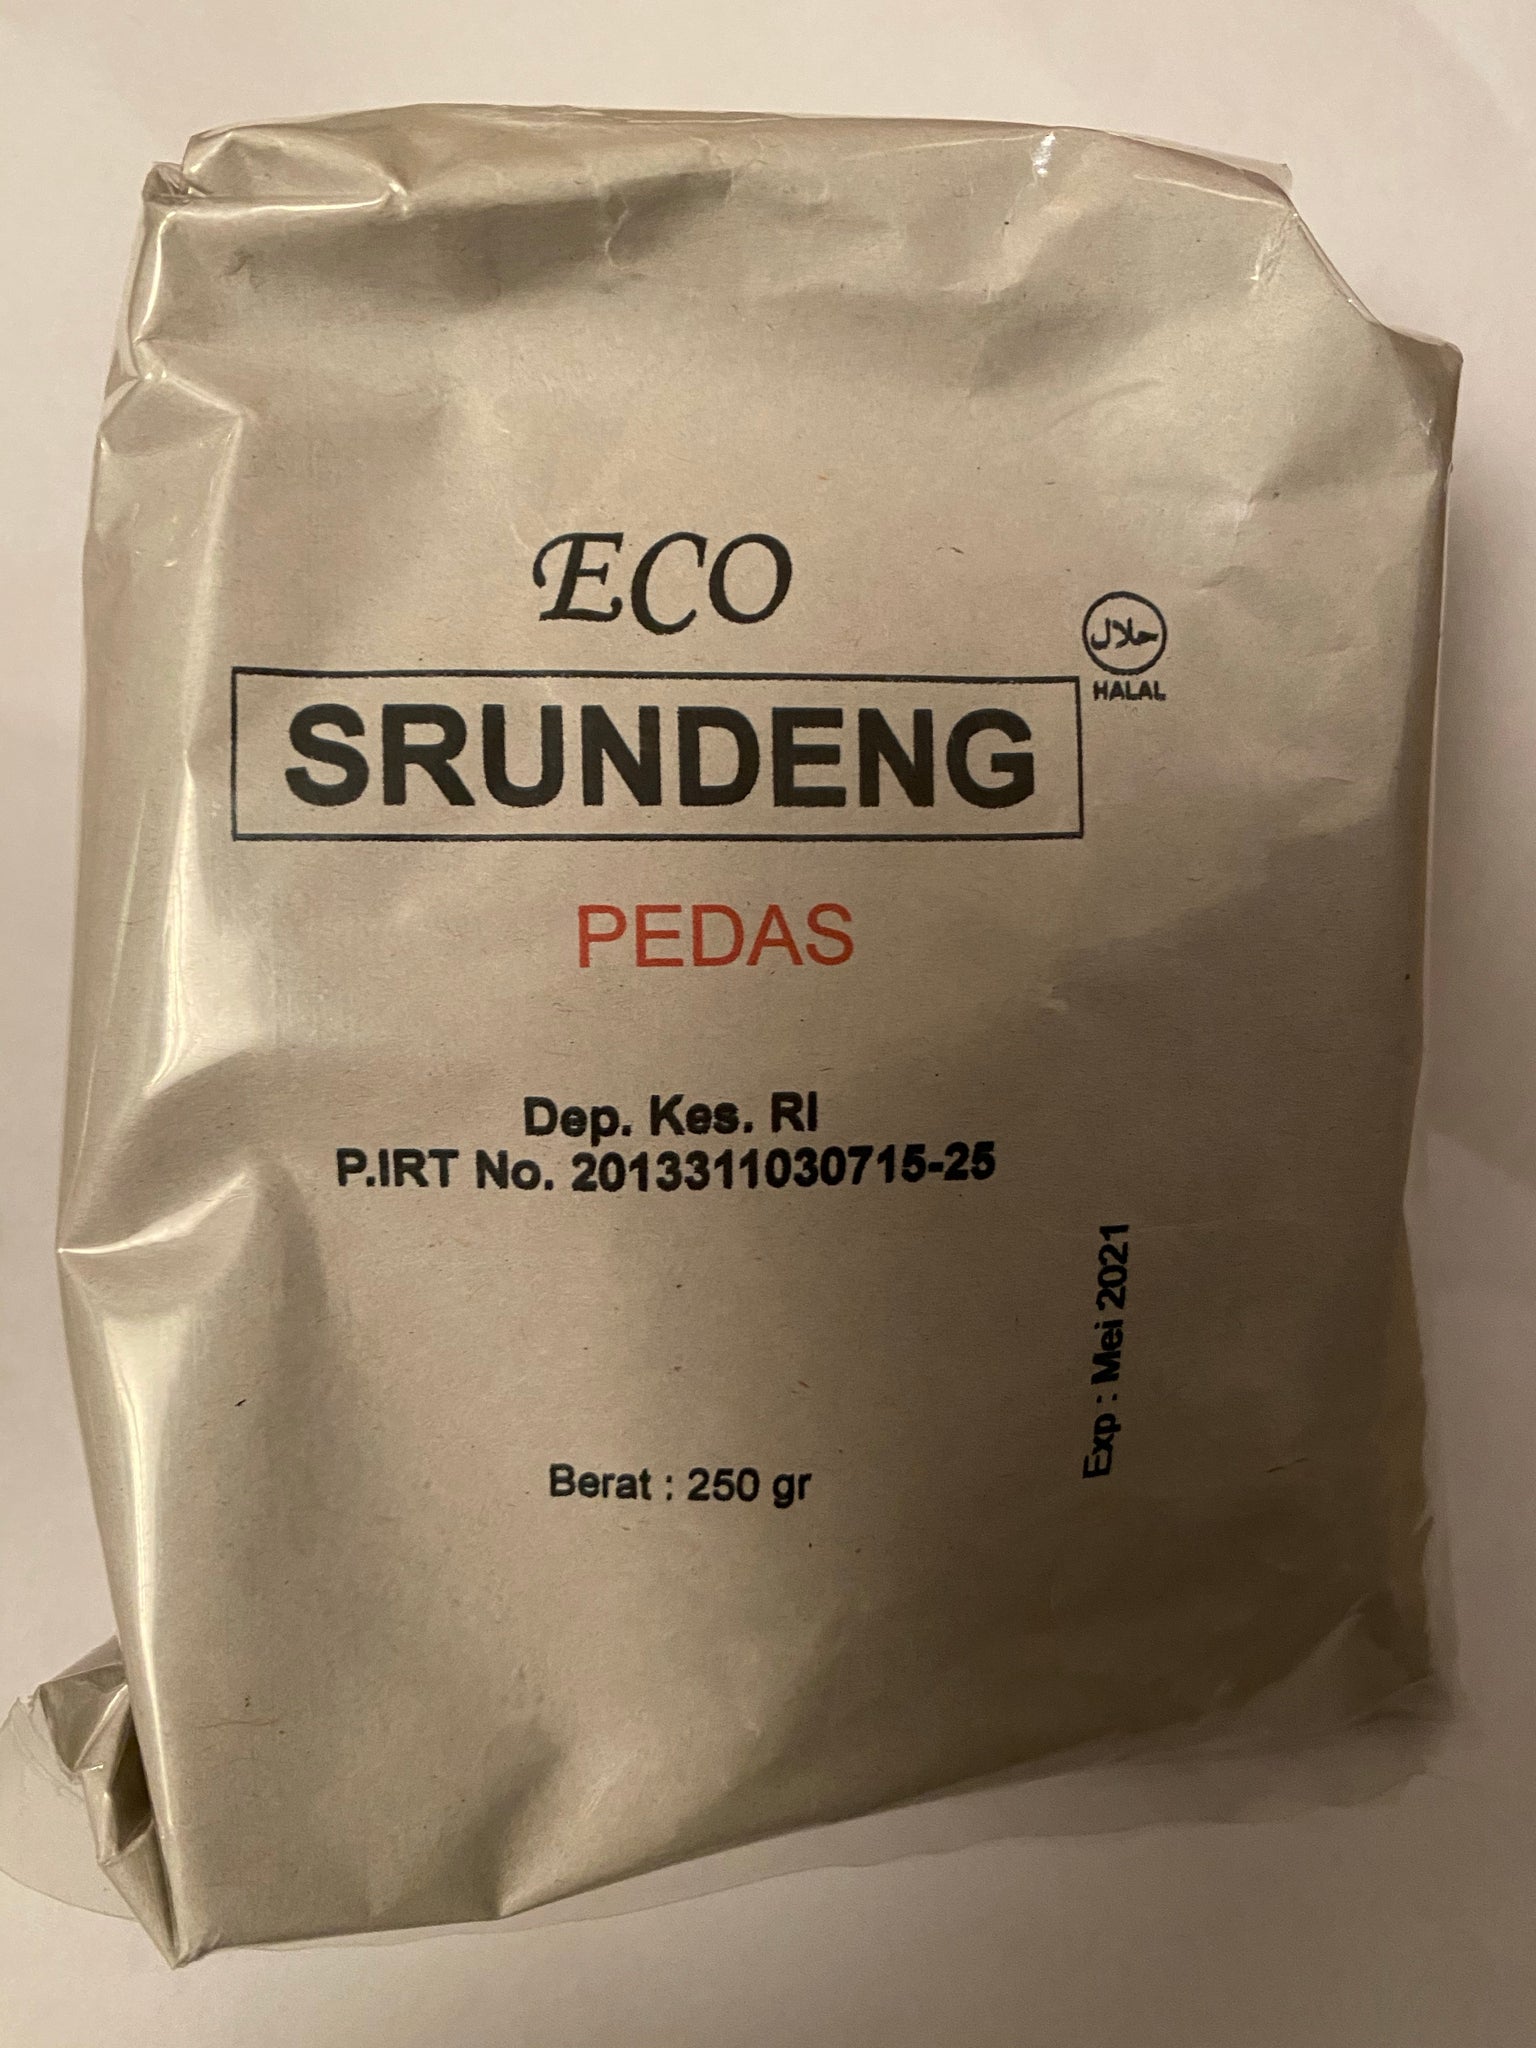 ECO
حلال
HALAL
SRUNDENG
PEDAS
Dep. Kes. RI
P.IRT No. 2013311030715-25
Exp : Mei 2021
Berat : 250 gr